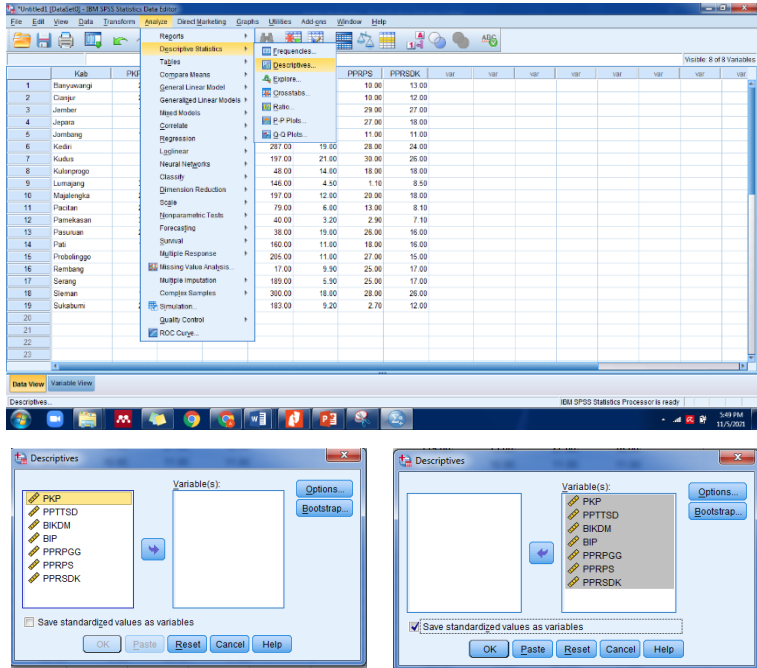 *Untitled1 [DataSet0] - IBM SPSS Statistics Data Editor
File Edit View Data Transform Analyze Direct Marketing Graphs Utilities Add-ons Window Help
Visible: 8 of 8 Variables
Kab PKP PPRPS PPRSDK var var var var var var var var
Reports
Descriptive Statistics
Tables
Compare Means
General Linear Model
Generalized Linear Models
Mixed Models
Correlate
Regression
Loglinear
Neural Networks
Classify
Dimension Reduction
Scale
Nonparametric Tests
Forecasting
Survival
Multiple Response
Missing Value Analysis...
Multiple Imputation
Complex Samples
Simulation...
Quality Control
ROC Curve...
Frequencies...
Descriptives...
Explore...
Crosstabs...
Ratio...
P-P Plots...
Q-Q Plots...
1 Banyuwangi 10.00 13.00
2 Cianjur 10.00 12.00
3 Jember 29.00 27.00
4 Jepara 27.00 18.00
5 Jombang 11.00 11.00
6 Kediri 287.00 19.00 28.00 24.00
7 Kudus 197.00 21.00 30.00 26.00
8 Kulonprogo 48.00 14.00 18.00 18.00
9 Lumajang 146.00 4.50 1.10 8.50
10 Majalengka 197.00 12.00 20.00 18.00
11 Pacitan 79.00 6.00 13.00 8.10
12 Pamekasan 40.00 3.20 2.90 7.10
13 Pasuruan 38.00 19.00 26.00 16.00
14 Pati 160.00 11.00 18.00 16.00
15 Probolinggo 205.00 11.00 27.00 15.00
16 Rembang 17.00 9.90 25.00 17.00
17 Serang 189.00 5.90 25.00 17.00
18 Sleman 300.00 18.00 28.00 26.00
19 Sukabumi 183.00 9.20 2.70 12.00
20
21
22
23
Data View Variable View
Descriptives... IBM SPSS Statistics Processor is ready
5:49 PM
11/5/2021
Descriptives
Variable(s):
PKP
PPTTSD
BIKDM
BIP
PPRPGG
PPRPS
PPRSDK
Options...
Bootstrap...
Save standardized values as variables
OK Paste Reset Cancel Help
Descriptives
Variable(s):
PKP
PPTTSD
BIKDM
BIP
PPRPGG
PPRPS
PPRSDK
Options...
Bootstrap...
Save standardized values as variables
OK Paste Reset Cancel Help